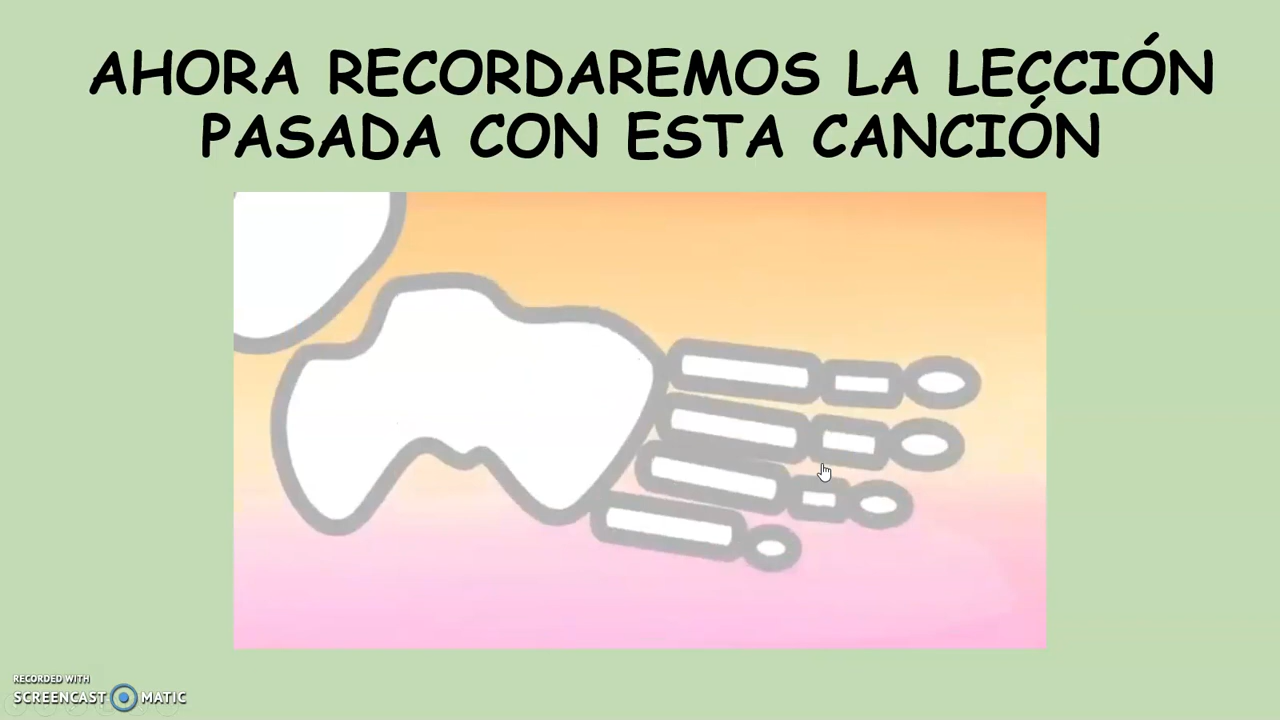 AHORA RECORDAREMOS LA LECCIÓN
PASADA CON ESTA CANCIÓN
RECORDED WITH
SCREENCAST MATIC